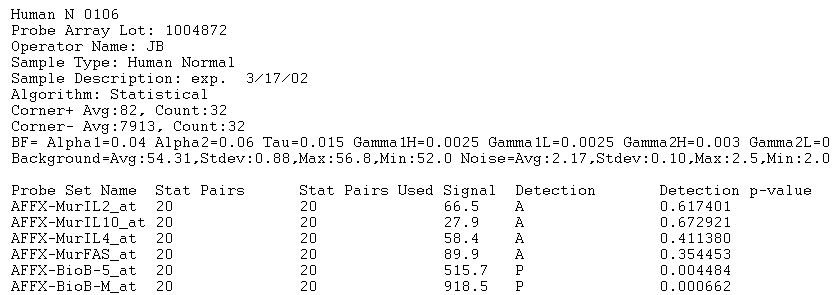 Human N 0106
Probe Array Lot: 1004872
Operator Name: JB
Sample Type: Human Normal
Sample Description: exp.  3/17/02
Algorithm: Statistical
Corner+ Avg:82, Count:32
Corner- Avg:7913, Count:32
BF= Alpha1=0.04 Alpha2=0.06 Tau=0.015 Gamma1H=0.0025 Gamma1L=0.0025 Gamma2H=0.003 Gamma2L=0
Background=Avg:54.31,Stdev:0.88,Max:56.8,Min:52.0 Noise=Avg:2.17,Stdev:0.10,Max:2.5,Min:2.0
Probe Set Name  Stat Pairs  Stat Pairs Used  Signal  Detection  Detection p-value
AFFX-MurIL2_at  20  20  66.5  A  0.617401
AFFX-MurIL10_at  20  20  27.9  A  0.672921
AFFX-MurIL4_at  20  20  58.4  A  0.411380
AFFX-MurFAS_at  20  20  89.9  A  0.354453
AFFX-BioB-5_at  20  20  515.7  P  0.004484
AFFX-BioB-M_at  20  20  918.5  P  0.000662